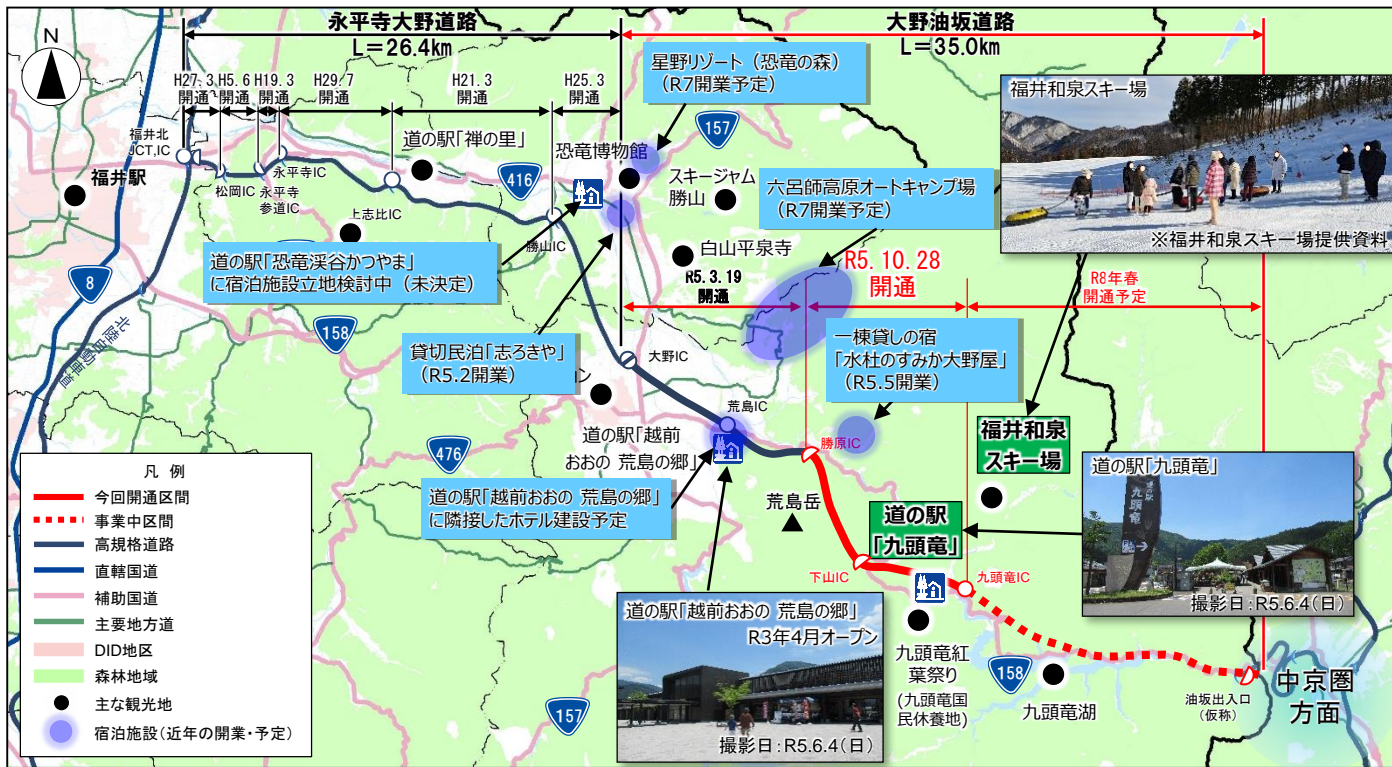 永平寺大野道路
L=26.4km
大野油坂道路
L=35.0km
N
H27.3
開通
H5.6
開通
H19.3
開通
H29.7
開通
H21.3
開通
H25.3
開通
星野リゾート（恐竜の森）
（R7開業予定）
福井和泉スキー場
※福井和泉スキー場提供資料
福井北
JCT,IC
福井駅
松岡IC
永平寺
参道IC
永平寺IC
道の駅「禅の里」
上志比IC
416
157
恐竜博物館
スキージャム
勝山
六呂師高原オートキャンプ場
（R7開業予定）
勝山IC
白山平泉寺
道の駅「恐竜渓谷かつやま」
に宿泊施設立地検討中（未決定）
8
158
北陸自動車道
R5.3.19
開通
R5.10.28
開通
R8年春
開通予定
貸切民泊「志ろきや」
（R5.2開業）
一棟貸しの宿
「水杜のすみか大野屋」
（R5.5開業）
大野IC
ョン
荒島IC
道の駅「越前
おおの 荒島の郷」
476
勝原IC
福井和泉
スキー場
道の駅「越前おおの 荒島の郷」
に隣接したホテル建設予定
荒島岳
道の駅
「九頭竜」
道の駅「九頭竜」
撮影日：R5.6.4（日）
下山IC
九頭竜IC
凡 例
今回開通区間
事業中区間
高規格道路
直轄国道
補助国道
主要地方道
DID地区
森林地域
主な観光地
宿泊施設（近年の開業・予定）
157
道の駅「越前おおの 荒島の郷」
R3年4月オープン
撮影日：R5.6.4（日）
九頭竜紅
葉祭り
（九頭竜国
民休養地）
158
九頭竜湖
油坂出入口
（仮称）
中京圏
方面